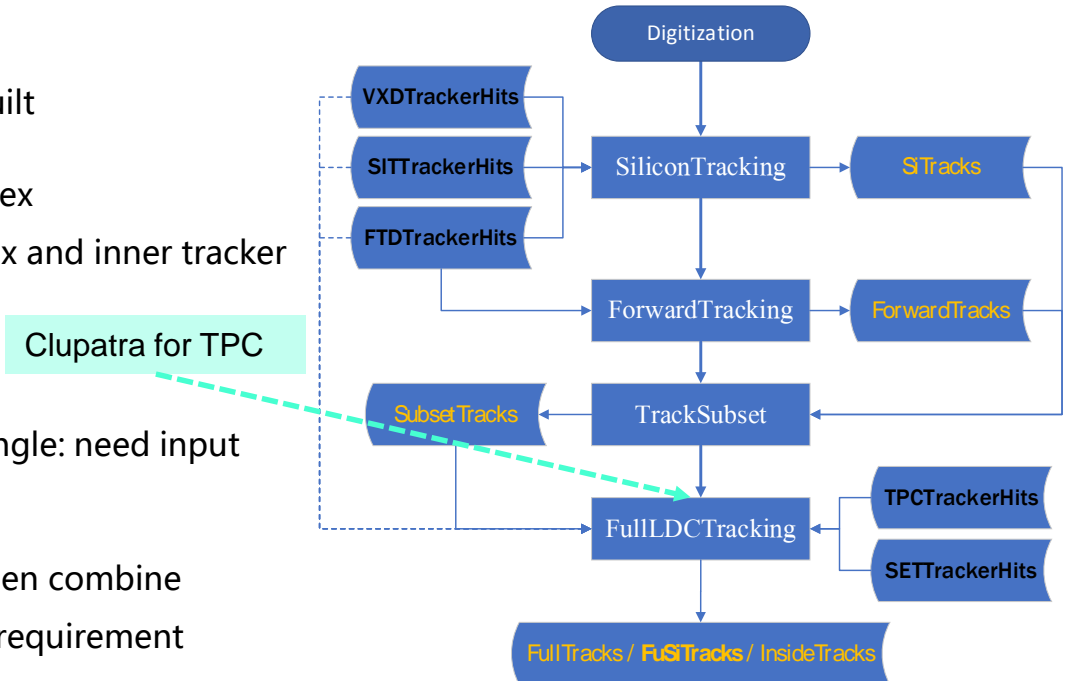 uilt
ex
x and inner tracker
Clupatra for TPC
ngle: need input
en combine
requirement
Digitization
VXDTrackerHits
SITTrackerHits
FTDTrackerHits
SiliconTracking
SiTracks
ForwardTracking
ForwardTracks
SubsetTracks
TrackSubset
FullLDCTracking
TPCTrackerHits
SETTrackerHits
FullTracks / FuSiTracks / InsideTracks